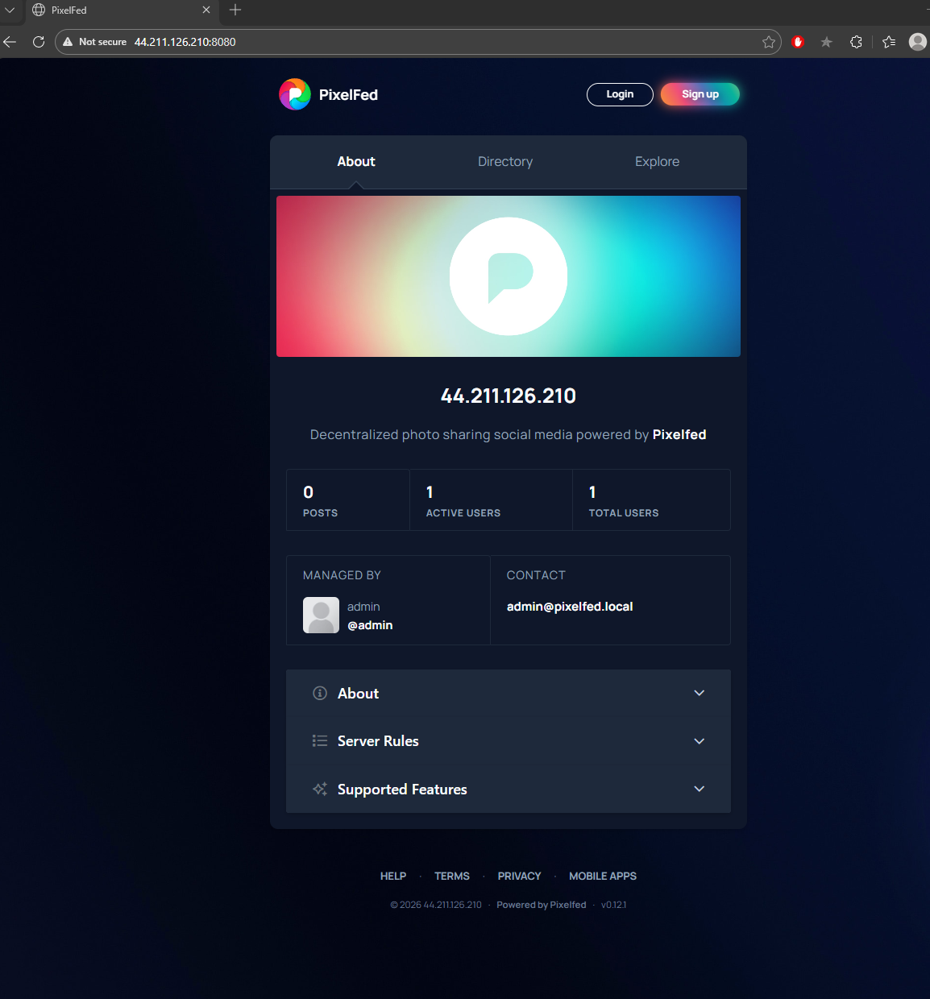 PixelFed
Not secure 44.211.126.210:8080
PixelFed
Login
Sign up
About
Directory
Explore
44.211.126.210
Decentralized photo sharing social media powered by Pixelfed
0
POSTS
1
ACTIVE USERS
1
TOTAL USERS
MANAGED BY
admin
@admin
CONTACT
admin@pixelfed.local
About
Server Rules
Supported Features
HELP · TERMS · PRIVACY · MOBILE APPS
© 2026 44.211.126.210 · Powered by Pixelfed · v0.12.1